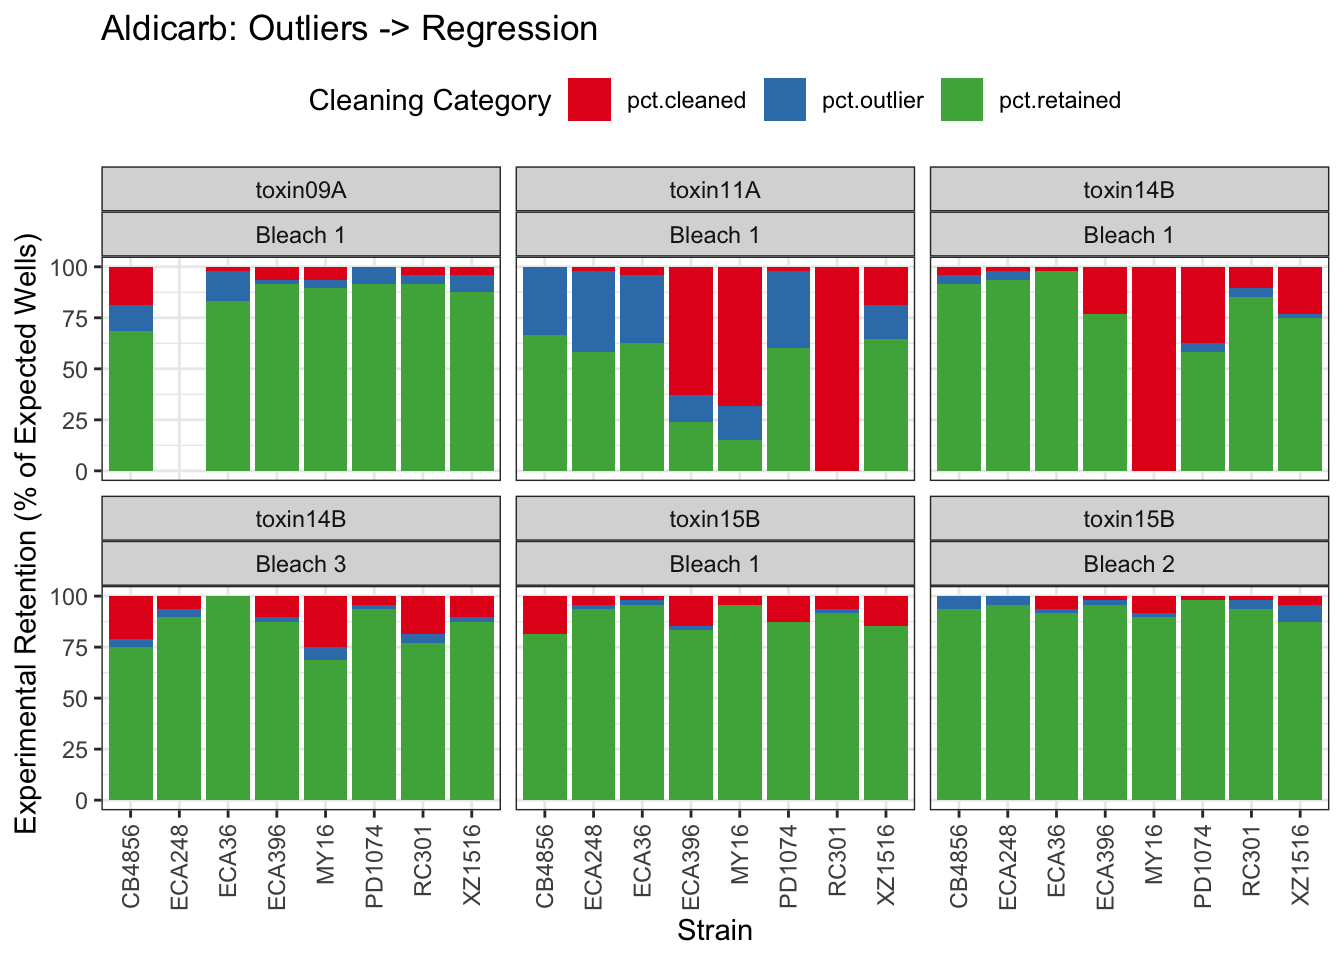 Aldicarb: Outliers -> Regression
Cleaning Category pct.cleaned pct.outlier pct.retained
toxin09A
Bleach 1
toxin11A
Bleach 1
toxin14B
Bleach 1
100
75
50
25
0
toxin14B
Bleach 3
toxin15B
Bleach 1
toxin15B
Bleach 2
100
75
50
25
0
Experimental Retention (% of Expected Wells)
CB4856
ECA248
ECA36
ECA396
MY16
PD1074
RC301
XZ1516
CB4856
ECA248
ECA36
ECA396
MY16
PD1074
RC301
XZ1516
CB4856
ECA248
ECA36
ECA396
MY16
PD1074
RC301
XZ1516
Strain